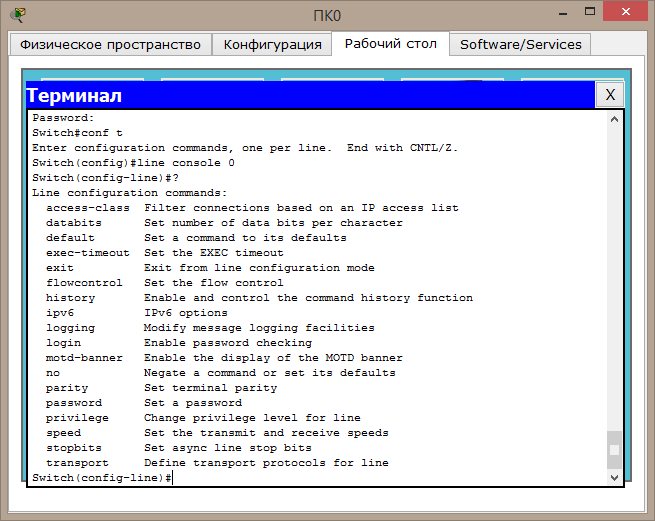 ПК0
Физическое пространство
Конфигурация
Рабочий стол
Software/Services
Терминал
X
Password:
Switch#conf t
Enter configuration commands, one per line.  End with CNTL/Z.
Switch(config)#line console 0
Switch(config-line)#?
Line configuration commands:
  access-class  Filter connections based on an IP access list
  databits      Set number of data bits per character
  default       Set a command to its defaults
  exec-timeout  Set the EXEC timeout
  exit          Exit from line configuration mode
  flowcontrol   Set the flow control
  history       Enable and control the command history function
  ipv6          IPv6 options
  logging       Modify message logging facilities
  login         Enable password checking
  motd-banner   Enable the display of the MOTD banner
  no            Negate a command or set its defaults
  parity        Set terminal parity
  password      Set a password
  privilege     Change privilege level for line
  speed         Set the transmit and receive speeds
  stopbits      Set async line stop bits
  transport     Define transport protocols for line
Switch(config-line)#